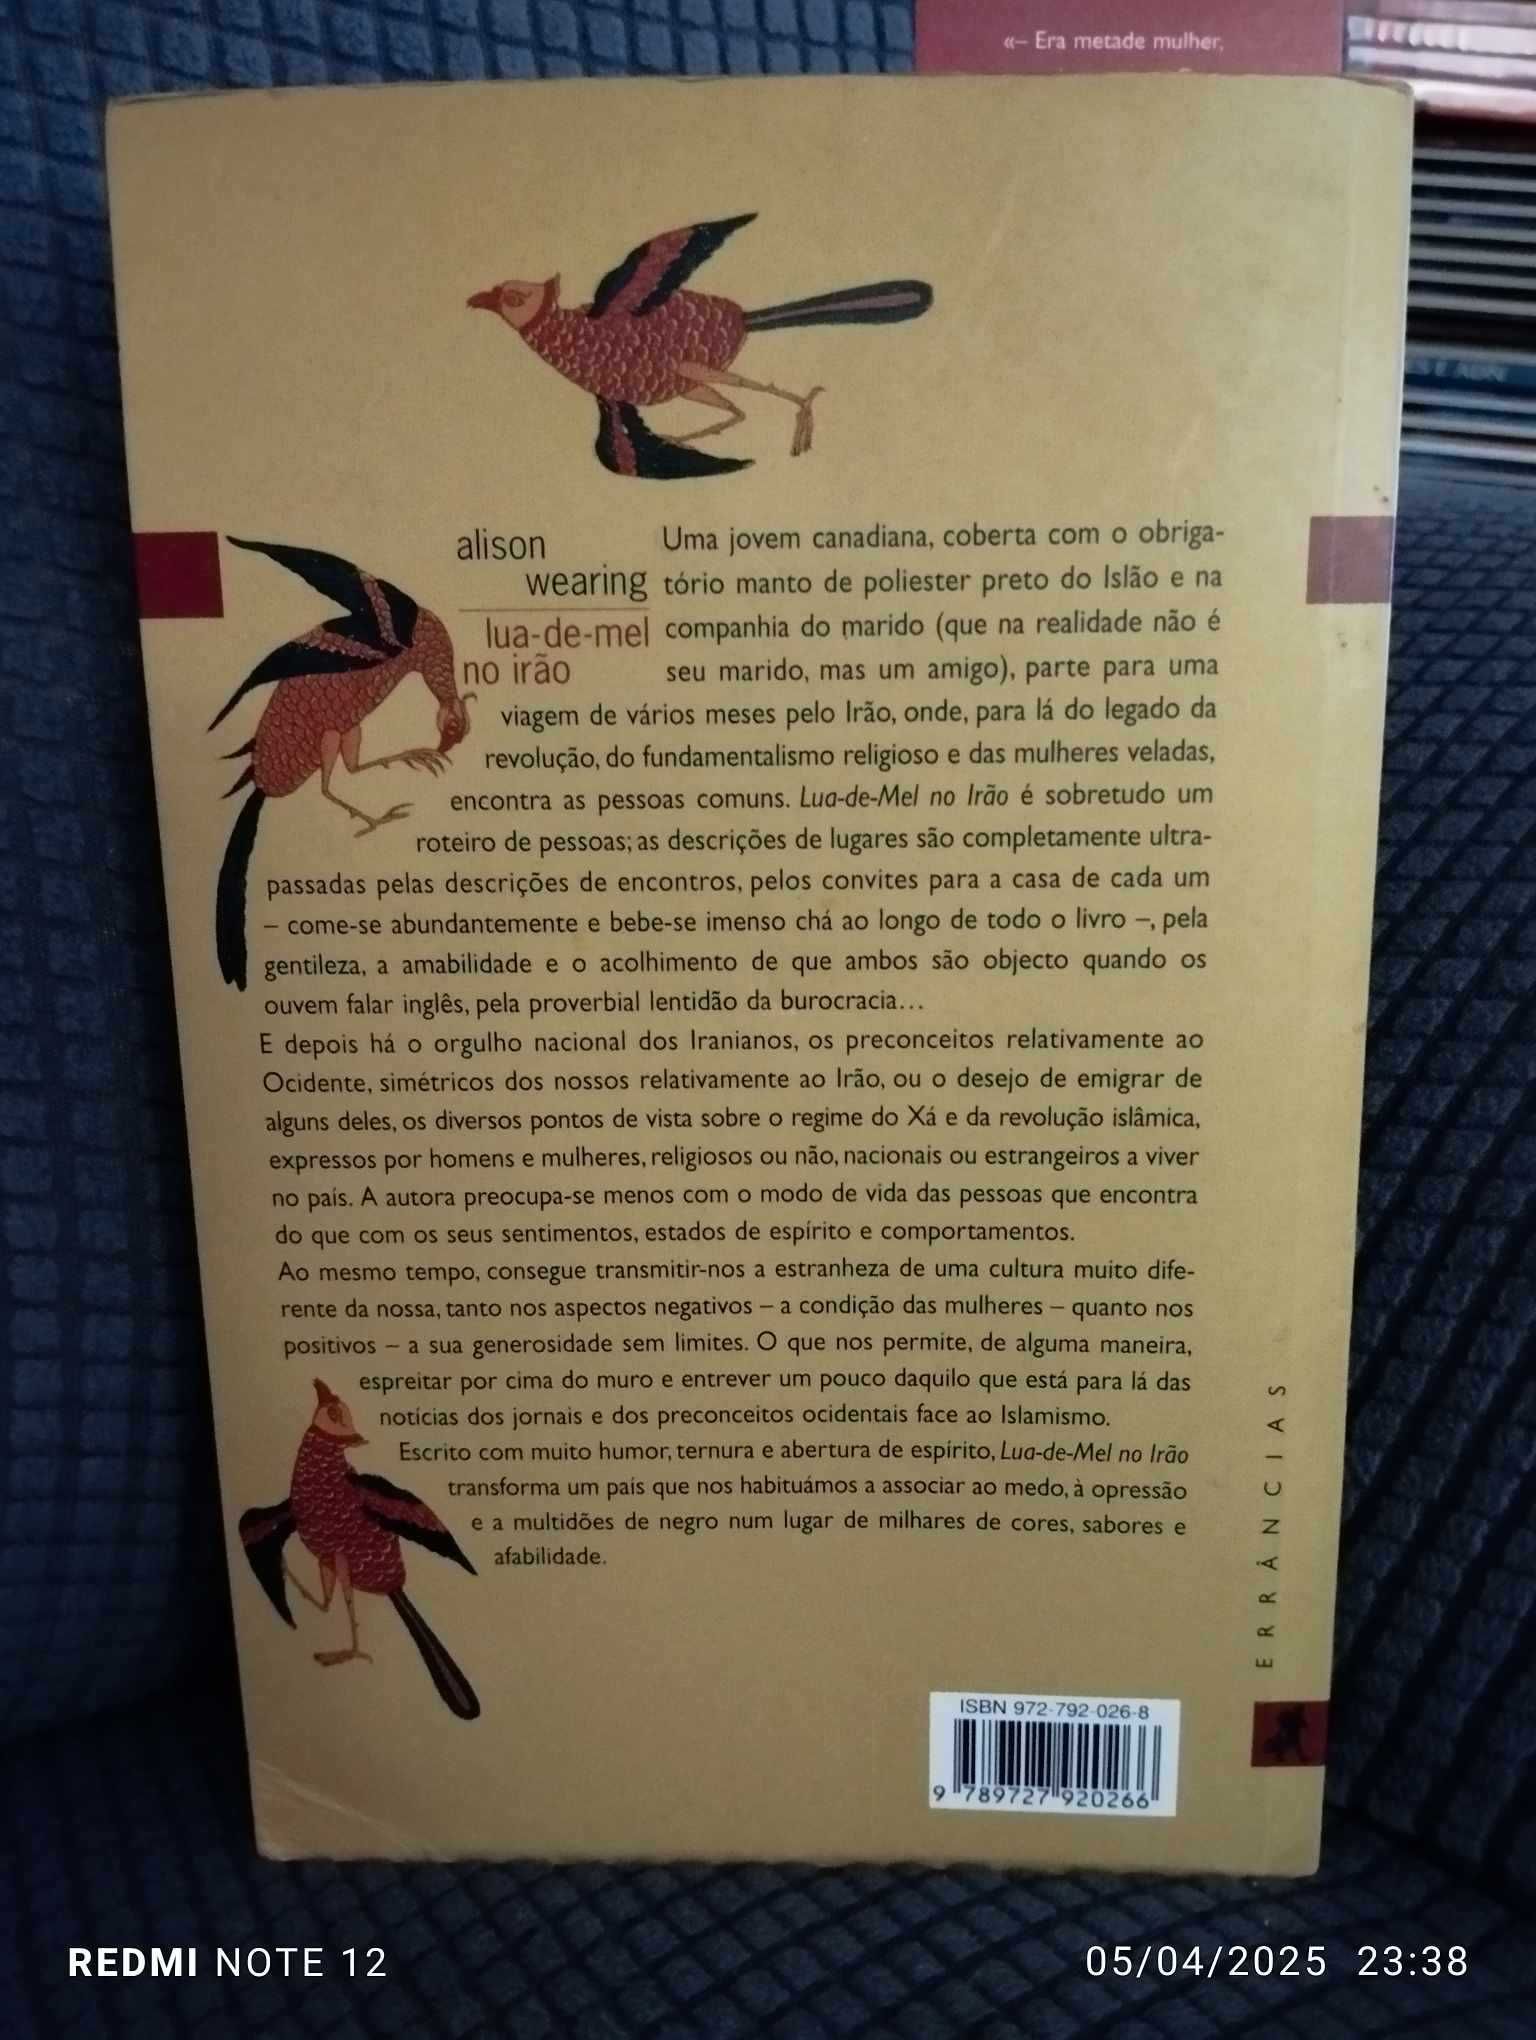 «– Era metade mulher,
alison
wearing
lua-de-mel
no irão
Uma jovem canadiana, coberta com o obriga-
tório manto de poliester preto do Islão e na
companhia do marido (que na realidade não é
seu marido, mas um amigo), parte para uma
viagem de vários meses pelo Irão, onde, para lá do legado da
revolução, do fundamentalismo religioso e das mulheres veladas,
encontra as pessoas comuns. Lua-de-Mel no Irão é sobretudo um
roteiro de pessoas; as descrições de lugares são completamente ultra-
passadas pelas descrições de encontros, pelos convites para a casa de cada um
– come-se abundantemente e bebe-se imenso chá ao longo de todo o livro –, pela
gentileza, a amabilidade e o acolhimento de que ambos são objecto quando os
ouvem falar inglês, pela proverbial lentidão da burocracia...
E depois há o orgulho nacional dos Iranianos, os preconceitos relativamente ao
Ocidente, simétricos dos nossos relativamente ao Irão, ou o desejo de emigrar de
alguns deles, os diversos pontos de vista sobre o regime do Xá e da revolução islâmica,
expressos por homens e mulheres, religiosos ou não, nacionais ou estrangeiros a viver
no país. A autora preocupa-se menos com o modo de vida das pessoas que encontra
do que com os seus sentimentos, estados de espírito e comportamentos.
Ao mesmo tempo, consegue transmitir-nos a estranheza de uma cultura muito dife-
rente da nossa, tanto nos aspectos negativos – a condição das mulheres – quanto nos
positivos – a sua generosidade sem limites. O que nos permite, de alguma maneira,
espreitar por cima do muro e entrever um pouco daquilo que está para lá das
notícias dos jornais e dos preconceitos ocidentais face ao Islamismo.
Escrito com muito humor, ternura e abertura de espírito, Lua-de-Mel no Irão
transforma um país que nos habituámos a associar ao medo, à opressão
e a multidões de negro num lugar de milhares de cores, sabores e
afabilidade.
ERRÂNCIAS
ISBN 972-792-026-8
9 789727 920266
REDMI NOTE 12
05/04/2025 23:38